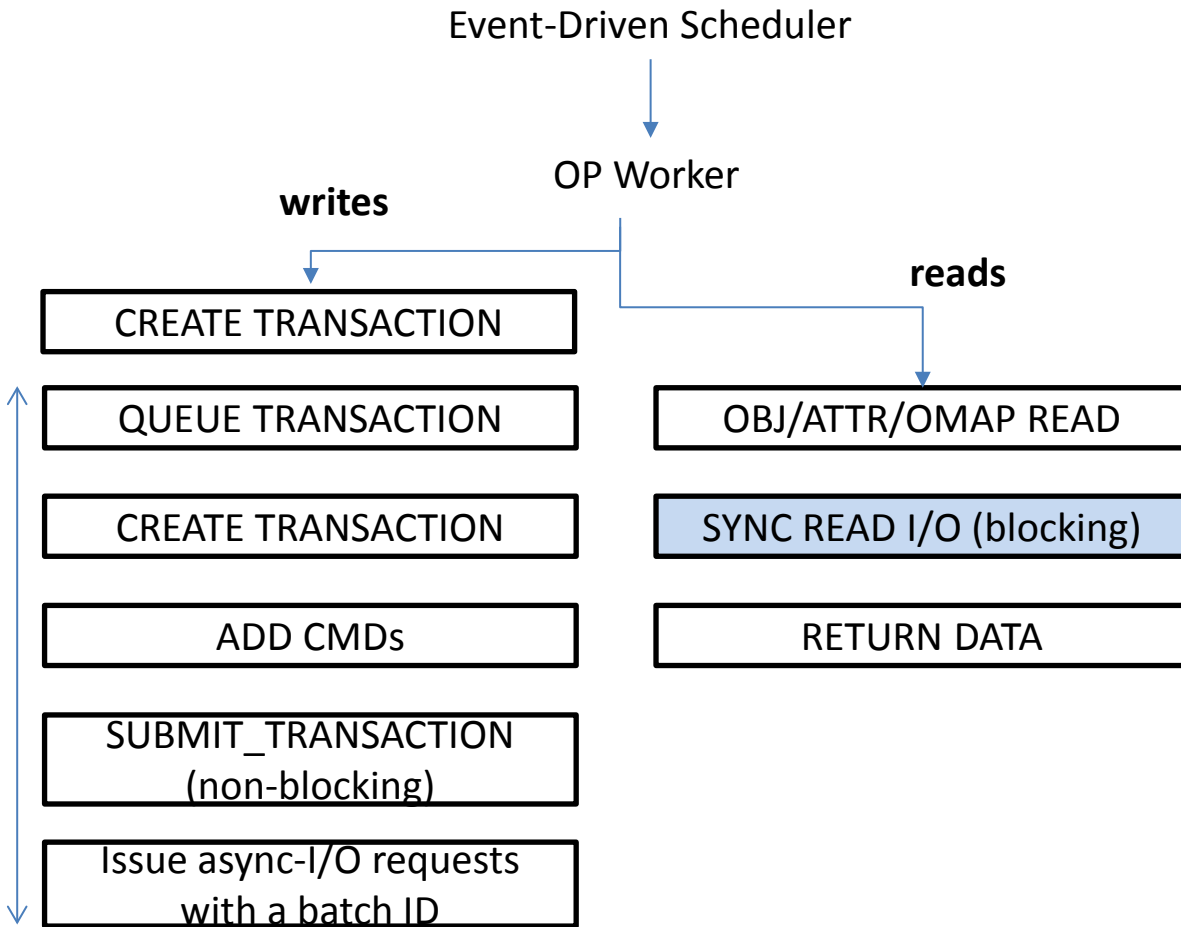 Event-Driven Scheduler
OP Worker
writes
reads
CREATE TRANSACTION
QUEUE TRANSACTION
OBJ/ATTR/OMAP READ
CREATE TRANSACTION
SYNC READ I/O (blocking)
ADD CMDs
RETURN DATA
SUBMIT_TRANSACTION
(non-blocking)
Issue async-I/O requests
with a batch ID